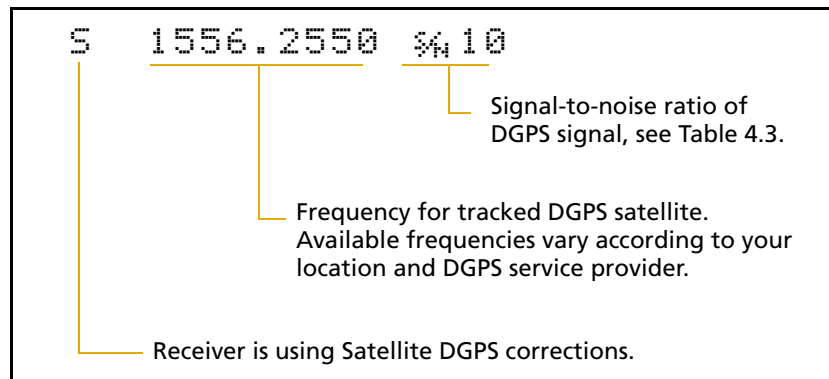 S 1556.2550 S/N 10
Signal-to-noise ratio of
DGPS signal, see Table 4.3.
Frequency for tracked DGPS satellite.
Available frequencies vary according to your
location and DGPS service provider.
Receiver is using Satellite DGPS corrections.